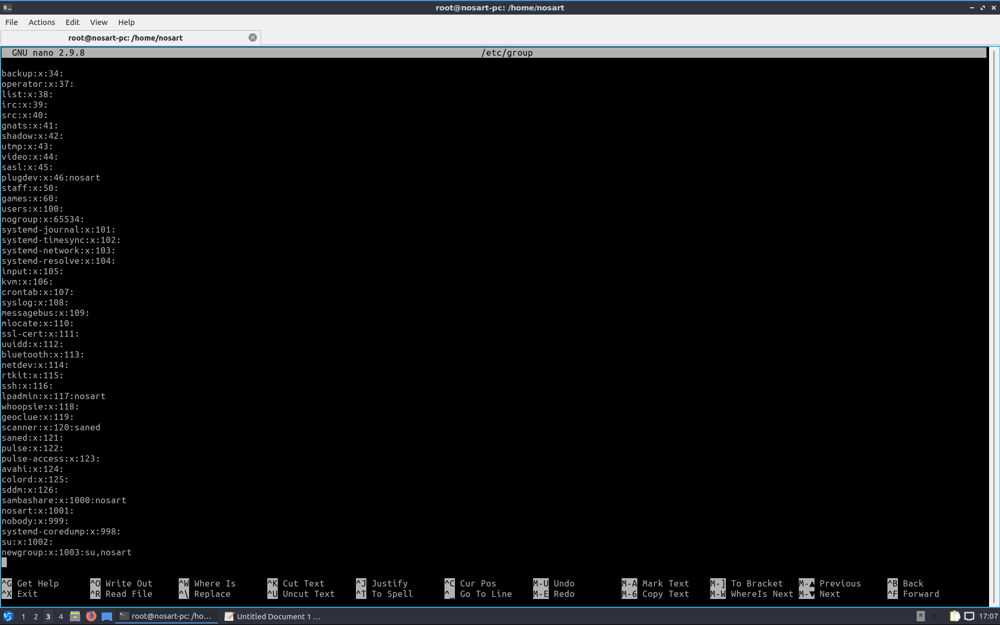 root@nosart-pc: /home/nosart
File Actions Edit View Help
root@nosart-pc: /home/nosart
GNU nano 2.9.8 /etc/group
backup:x:34:
operator:x:37:
list:x:38:
irc:x:39:
src:x:40:
gnats:x:41:
shadow:x:42:
utmp:x:43:
video:x:44:
sasl:x:45:
plugdev:x:46:nosart
staff:x:50:
games:x:60:
users:x:100:
nogroup:x:65534:
systemd-journal:x:101:
systemd-timesync:x:102:
systemd-network:x:103:
systemd-resolve:x:104:
input:x:105:
kvm:x:106:
crontab:x:107:
syslog:x:108:
messagebus:x:109:
mlocate:x:110:
ssl-cert:x:111:
uuidd:x:112:
bluetooth:x:113:
netdev:x:114:
rtkit:x:115:
ssh:x:116:
lpadmin:x:117:nosart
whoopsie:x:118:
geoclue:x:119:
scanner:x:120:saned
saned:x:121:
pulse:x:122:
pulse-access:x:123:
avahi:x:124:
colord:x:125:
sddm:x:126:
sambashare:x:1000:nosart
nosart:x:1001:
nobody:x:999:
systemd-coredump:x:998:
su:x:1002:
newgroup:x:1003:su,nosart
^G Get Help ^O Write Out ^W Where Is ^K Cut Text ^J Justify ^C Cur Pos M-U Undo M-A Mark Text M-] To Bracket M-▲ Previous ^B Back
^X Exit ^R Read File ^\ Replace ^U Uncut Text ^T To Spell ^_ Go To Line M-E Redo M-6 Copy Text M-W WhereIs Next M-▼ Next ^F Forward
1 2 3 4 root@nosart-pc: /ho… Untitled Document 1 … 17:07